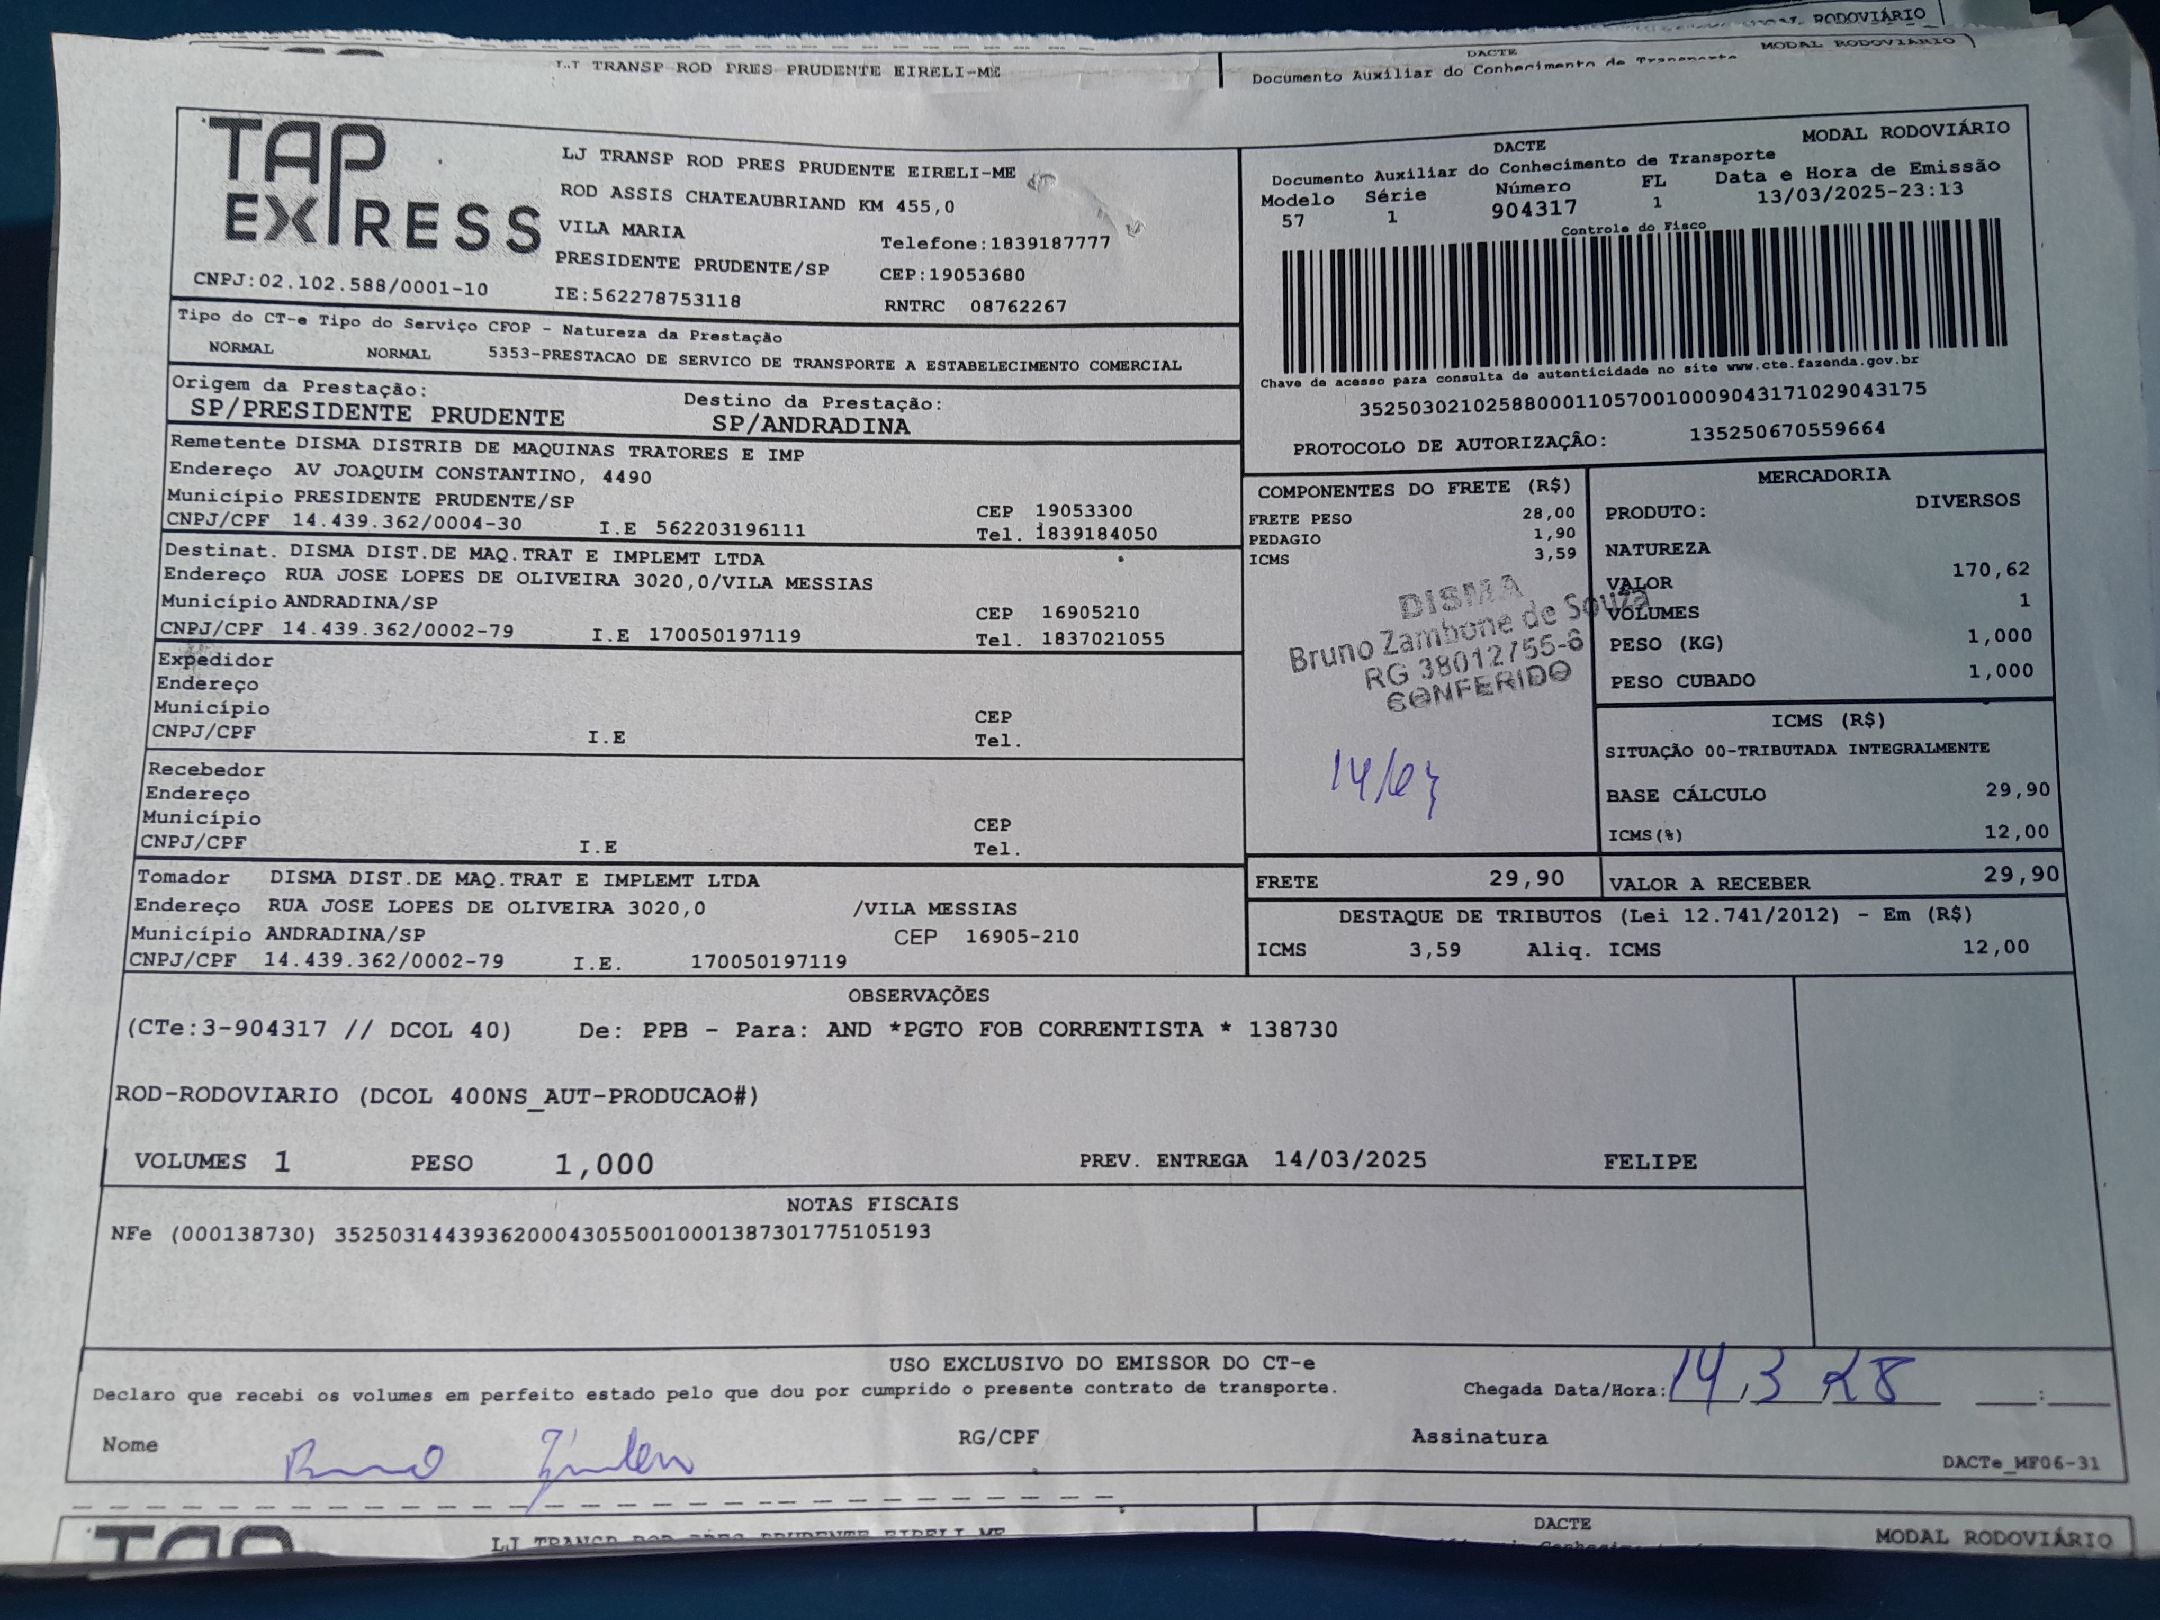 RODOVIÁRIO
LJ TRANSP ROD PRES PRUDENTE EIRELI-ME
DACTE
MODAL RODOVIÁRIO
Documento Auxiliar do Conhecimento de Transporte
TAP EXPRESS
CNPJ:02.102.588/0001-10
LJ TRANSP ROD PRES PRUDENTE EIRELI-ME
ROD ASSIS CHATEAUBRIAND KM 455,0
VILA MARIA
Telefone:1839187777
PRESIDENTE PRUDENTE/SP
CEP:19053680
IE:562278753118
RNTRC 08762267
DACTE
MODAL RODOVIÁRIO
Documento Auxiliar do Conhecimento de Transporte
Modelo Série Número FL Data e Hora de Emissão
57 1 904317 1 13/03/2025-23:13
Controle do Fisco
Chave de acesso para consulta de autenticidade no site www.cte.fazenda.gov.br
35250302102588000110570010009043171029043175
PROTOCOLO DE AUTORIZAÇÃO: 135250670559664
Tipo do CT-e Tipo do Serviço CFOP - Natureza da Prestação
NORMAL NORMAL 5353-PRESTACAO DE SERVICO DE TRANSPORTE A ESTABELECIMENTO COMERCIAL
Origem da Prestação: Destino da Prestação:
SP/PRESIDENTE PRUDENTE SP/ANDRADINA
Remetente DISMA DISTRIB DE MAQUINAS TRATORES E IMP
Endereço AV JOAQUIM CONSTANTINO, 4490
Município PRESIDENTE PRUDENTE/SP CEP 19053300
CNPJ/CPF 14.439.362/0004-30 I.E 562203196111 Tel. 1839184050
Destinat. DISMA DIST.DE MAQ.TRAT E IMPLEMT LTDA
Endereço RUA JOSE LOPES DE OLIVEIRA 3020,0/VILA MESSIAS
Município ANDRADINA/SP CEP 16905210
CNPJ/CPF 14.439.362/0002-79 I.E 170050197119 Tel. 1837021055
Expedidor
Endereço
Município CEP
CNPJ/CPF I.E Tel.
Recebedor
Endereço
Município CEP
CNPJ/CPF I.E Tel.
Tomador DISMA DIST.DE MAQ.TRAT E IMPLEMT LTDA
Endereço RUA JOSE LOPES DE OLIVEIRA 3020,0 /VILA MESSIAS
Município ANDRADINA/SP CEP 16905-210
CNPJ/CPF 14.439.362/0002-79 I.E. 170050197119
COMPONENTES DO FRETE (R$)
FRETE PESO 28,00
PEDAGIO 1,90
ICMS 3,59
DISMA
Bruno Zambone de Souza
RG 38012755-6
CONFERIDO
14/03
MERCADORIA
PRODUTO: DIVERSOS
NATUREZA
VALOR 170,62
VOLUMES 1
PESO (KG) 1,000
PESO CUBADO 1,000
ICMS (R$)
SITUAÇÃO 00-TRIBUTADA INTEGRALMENTE
BASE CÁLCULO 29,90
ICMS(%) 12,00
FRETE 29,90 VALOR A RECEBER 29,90
DESTAQUE DE TRIBUTOS (Lei 12.741/2012) - Em (R$)
ICMS 3,59 Aliq. ICMS 12,00
OBSERVAÇÕES
(CTe:3-904317 // DCOL 40) De: PPB - Para: AND *PGTO FOB CORRENTISTA * 138730
ROD-RODOVIARIO (DCOL 400NS_AUT-PRODUCAO#)
VOLUMES 1 PESO 1,000 PREV. ENTREGA 14/03/2025 FELIPE
NOTAS FISCAIS
NFe (000138730) 35250314439362000430550010001387301775105193
USO EXCLUSIVO DO EMISSOR DO CT-e
Declaro que recebi os volumes em perfeito estado pelo que dou por cumprido o presente contrato de transporte. Chegada Data/Hora: 14 3
Nome Bruno RG/CPF Assinatura
DACTe_MF06-31
TAP
LJ TRANSP ROD PRES PRUDENTE EIRELI-ME
DACTE
MODAL RODOVIÁRIO